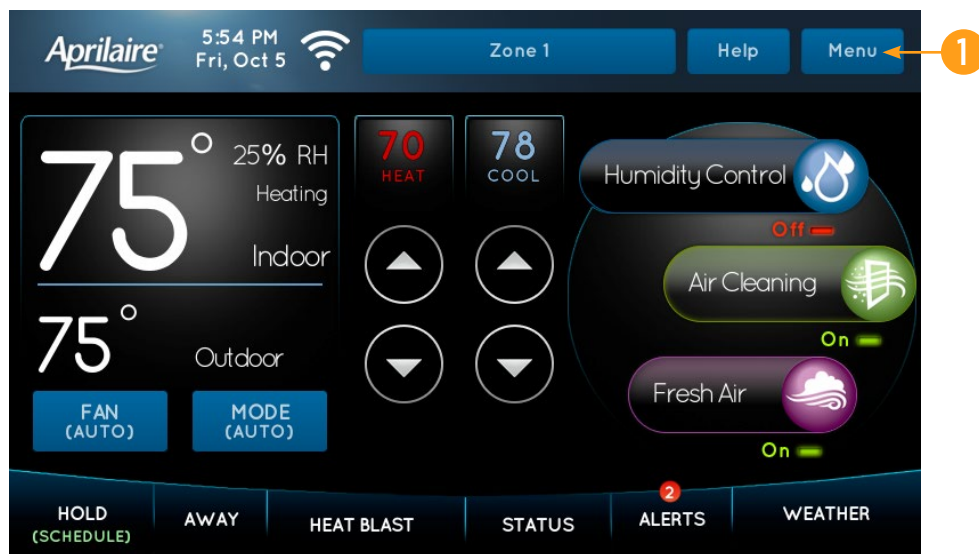 Aprilaire®
5:54 PM
Fri, Oct 5
Zone 1
Help
Menu
1
75°
25% RH
Heating
Indoor
75°
Outdoor
FAN
(AUTO)
MODE
(AUTO)
70
HEAT
78
COOL
Humidity Control
Off
Air Cleaning
On
Fresh Air
On
HOLD
(SCHEDULE)
AWAY
HEAT BLAST
STATUS
2
ALERTS
WEATHER